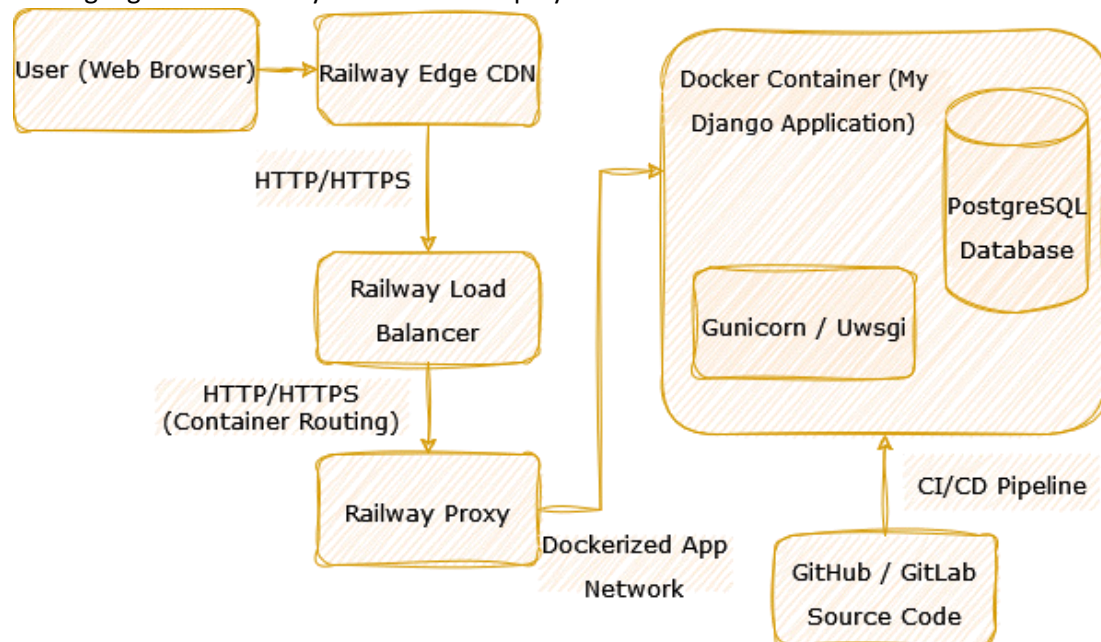 User (Web Browser)
Railway Edge CDN
HTTP/HTTPS
Railway Load
Balancer
HTTP/HTTPS
(Container Routing)
Railway Proxy
Dockerized App
Network
Docker Container (My
Django Application)
PostgreSQL
Database
Gunicorn / Uwsgi
CI/CD Pipeline
GitHub / GitLab
Source Code